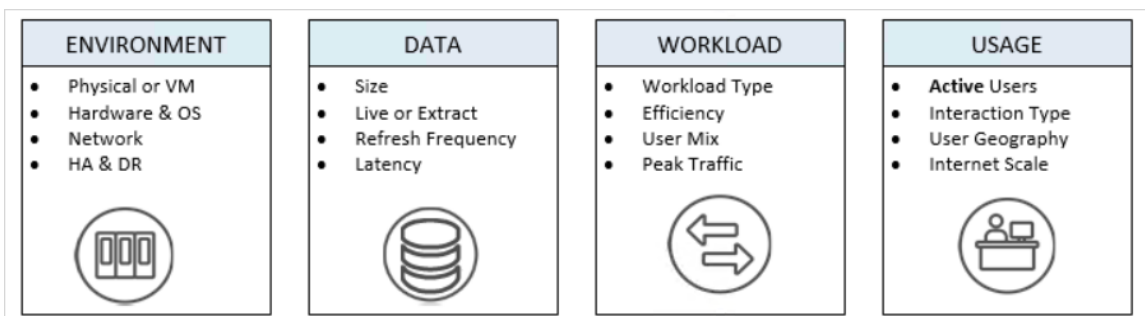 ENVIRONMENT
• Physical or VM
• Hardware & OS
• Network
• HA & DR
DATA
• Size
• Live or Extract
• Refresh Frequency
• Latency
WORKLOAD
• Workload Type
• Efficiency
• User Mix
• Peak Traffic
USAGE
• Active Users
• Interaction Type
• User Geography
• Internet Scale